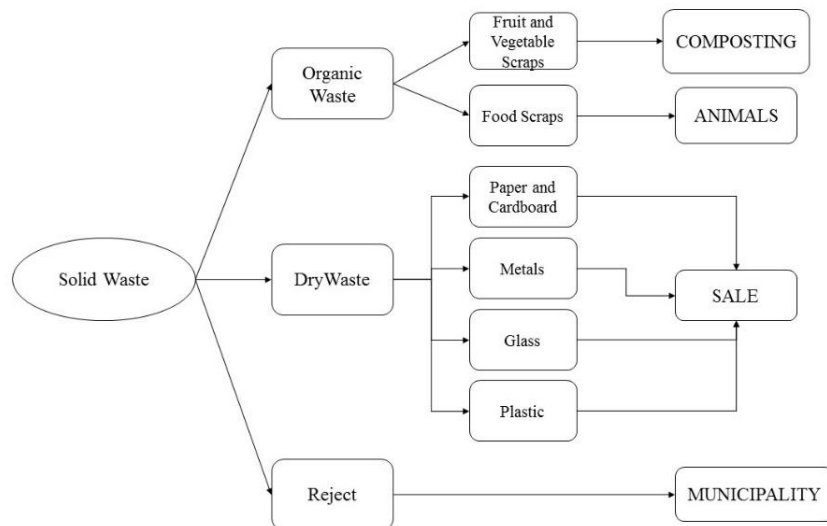 Fruit and
Vegetable
Scraps
COMPOSTING
Organic
Waste
Food Scraps
ANIMALS
Paper and
Cardboard
Solid Waste
DryWaste
Metals
SALE
Glass
Plastic
Reject
MUNICIPALITY